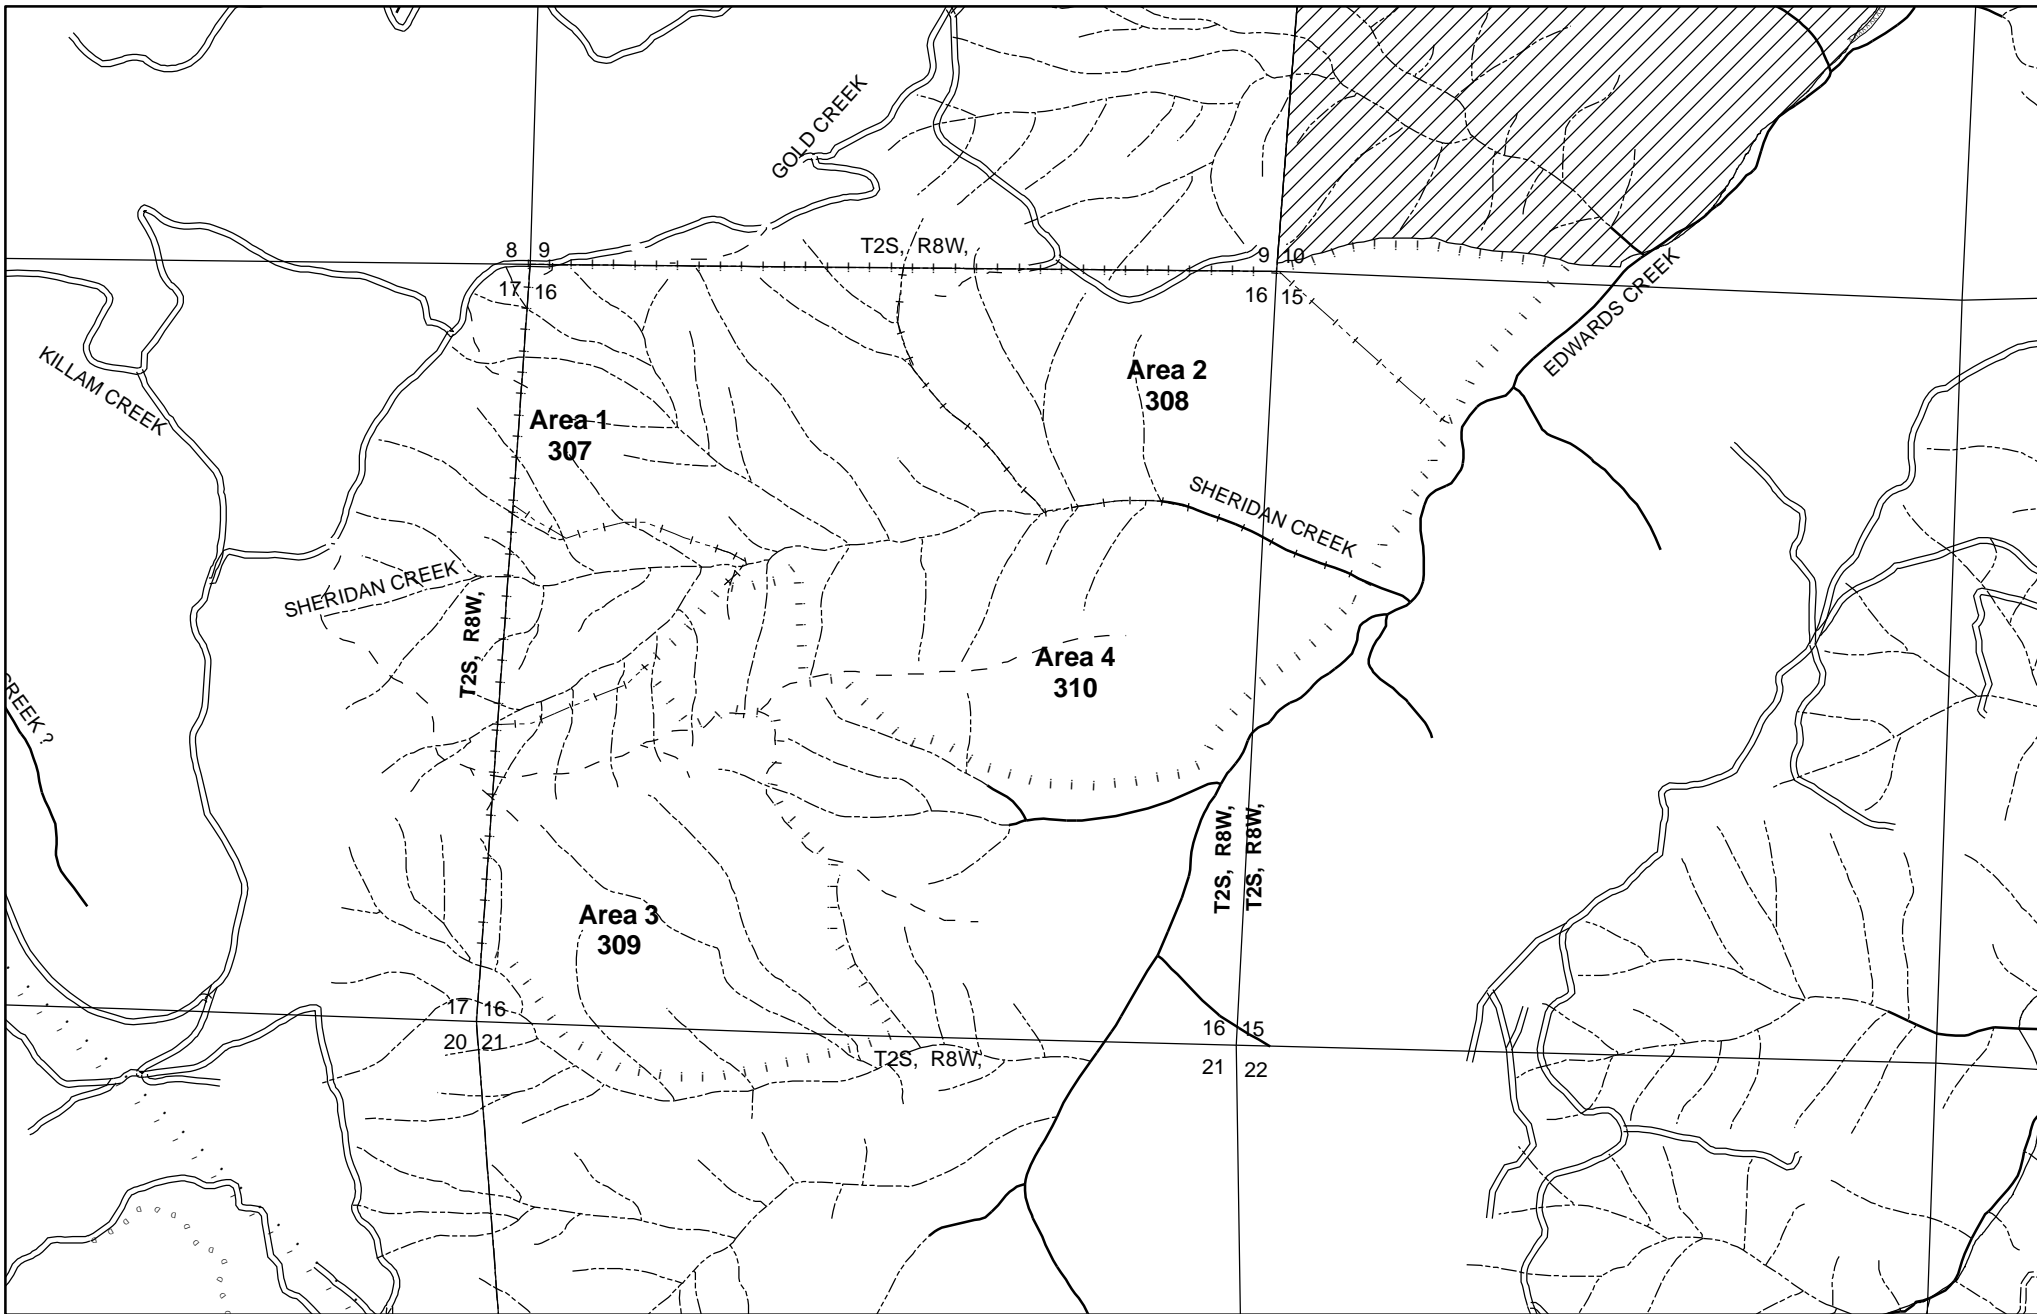 GOLD CREEK
T2S, R8W,
8 9
17 16
9 10
16 15
EDWARDS CREEK
KILLAM CREEK
Area 1
307
Area 2
308
SHERIDAN CREEK
SHERIDAN CREEK
T2S, R8W,
Area 4
310
CREEK ?
T2S, R8W,
T2S, R8W,
Area 3
309
17 16
20 21
T2S, R8W,
16 15
21 22